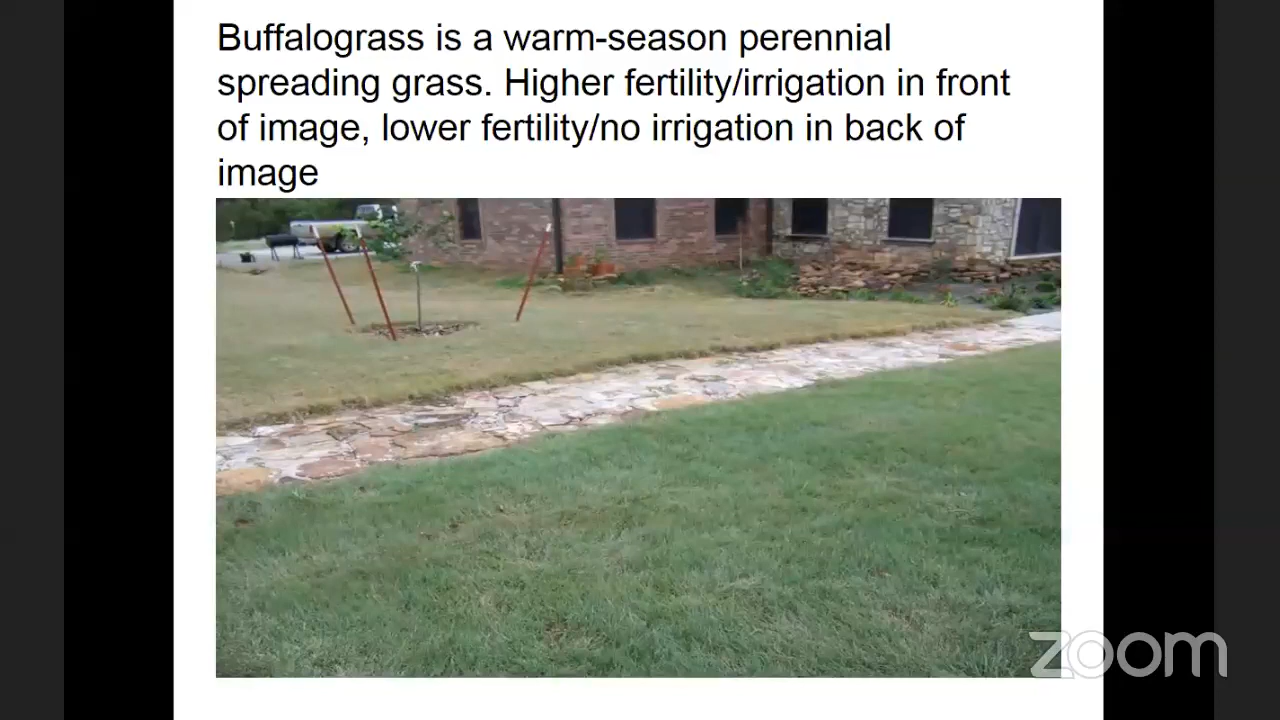 Buffalograss is a warm-season perennial
spreading grass. Higher fertility/irrigation in front
of image, lower fertility/no irrigation in back of
image
zoom